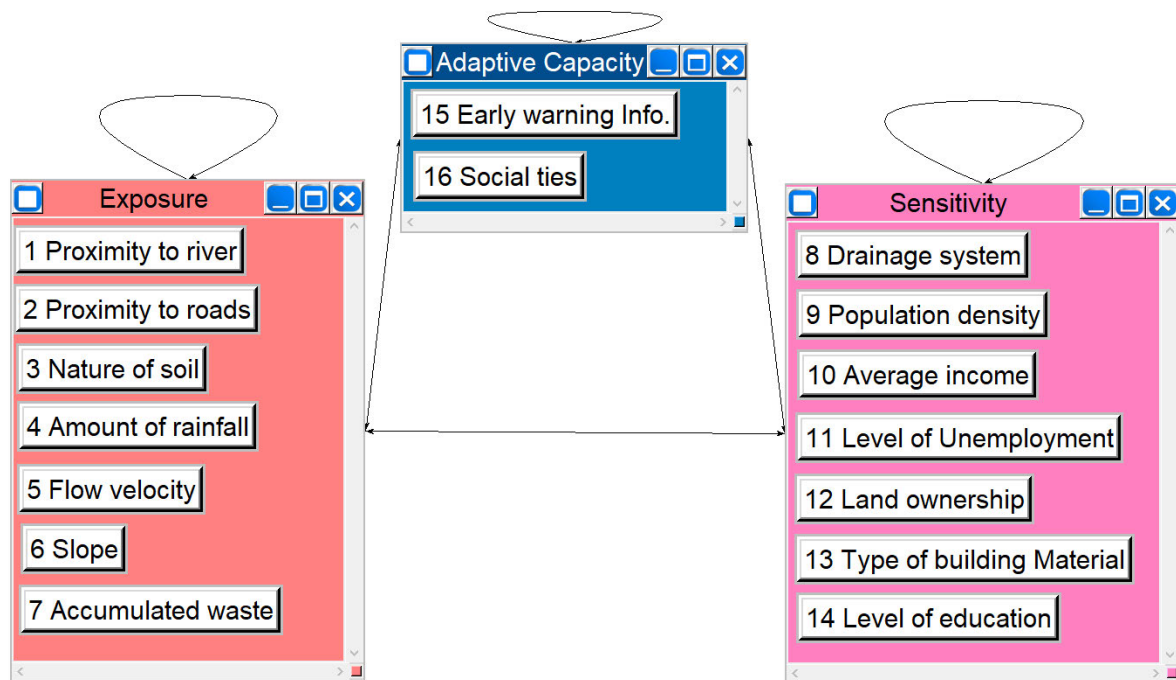 Adaptive Capacity
15 Early warning Info.
16 Social ties
Exposure
1 Proximity to river
2 Proximity to roads
3 Nature of soil
4 Amount of rainfall
5 Flow velocity
6 Slope
7 Accumulated waste
Sensitivity
8 Drainage system
9 Population density
10 Average income
11 Level of Unemployment
12 Land ownership
13 Type of building Material
14 Level of education